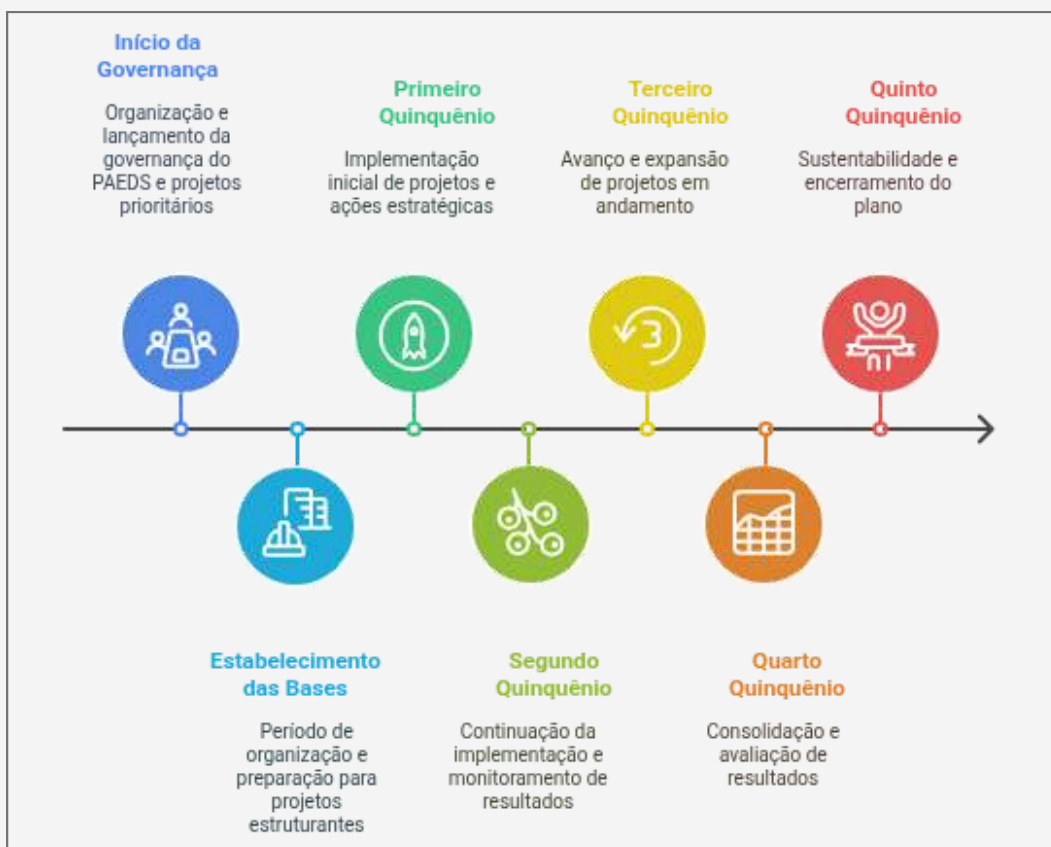 Início da
Governança
Organização e
lançamento da
governança do
PAEDS e projetos
prioritários
Primeiro
Quinquênio
Implementação
inicial de projetos e
ações estratégicas
Terceiro
Quinquênio
Avanço e expansão
de projetos em
andamento
Quinto
Quinquênio
Sustentabilidade e
encerramento do
plano
3
Estabelecimento
das Bases
Período de
organização e
preparação para
projetos
estruturantes
Segundo
Quinquênio
Continuação da
implementação e
monitoramento de
resultados
Quarto
Quinquênio
Consolidação e
avaliação de
resultados